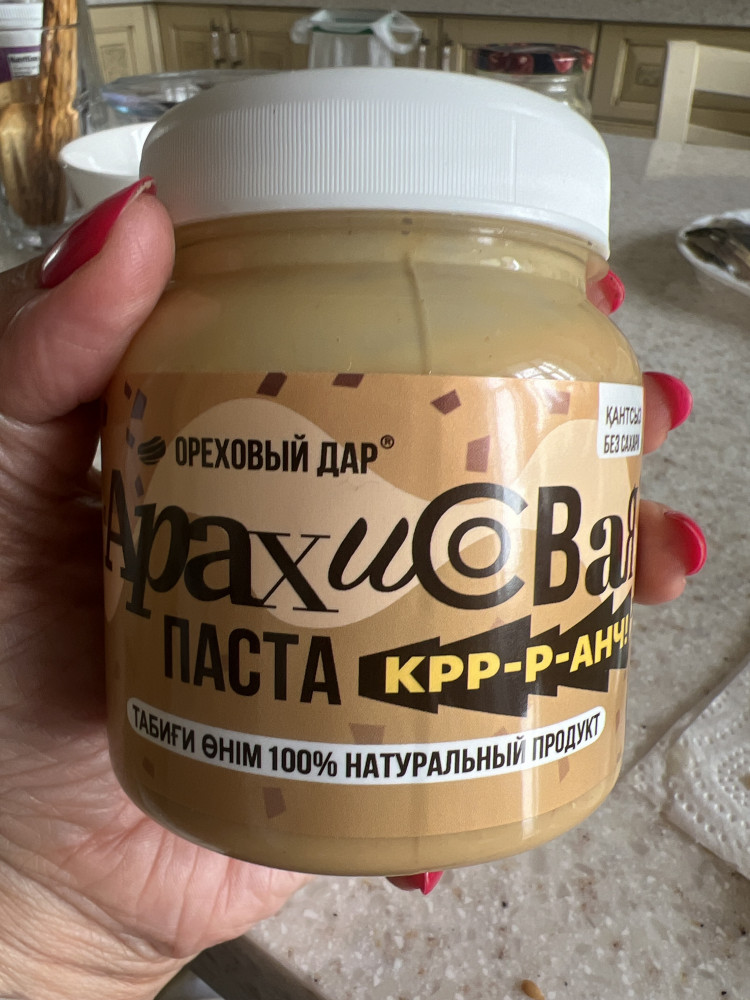 ҚАНТСЫЗ
БЕЗ САХАРА
ОРЕХОВЫЙ ДАР®
АрахиСоВая
ПАСТА
КРР-Р-АНЧ!
ТАБИҒИ ӨНІМ 100% НАТУРАЛЬНЫЙ ПРОДУКТ